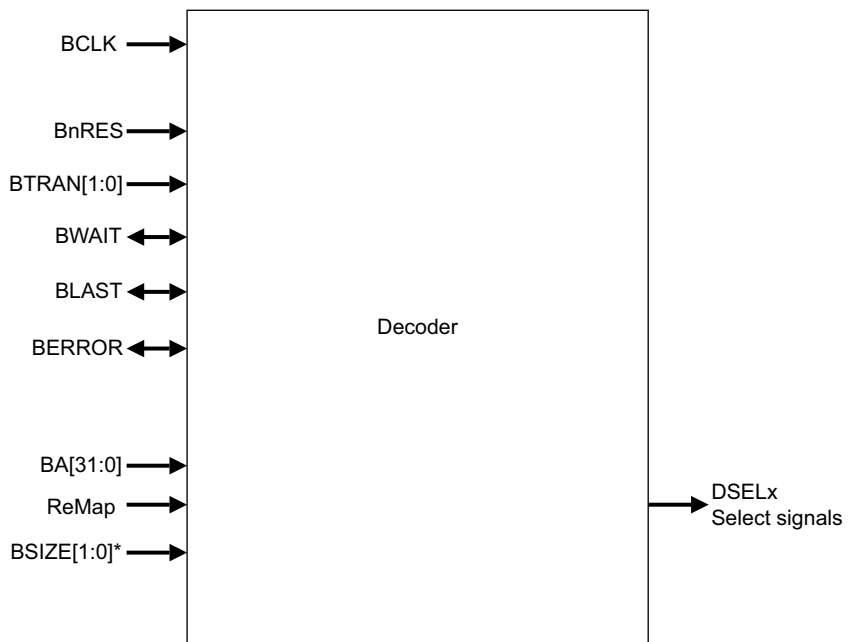 BCLK
BnRES
BTRAN[1:0]
BWAIT
BLAST
BERROR
Decoder
BA[31:0]
ReMap
BSIZE[1:0]*
DSELx
Select signals